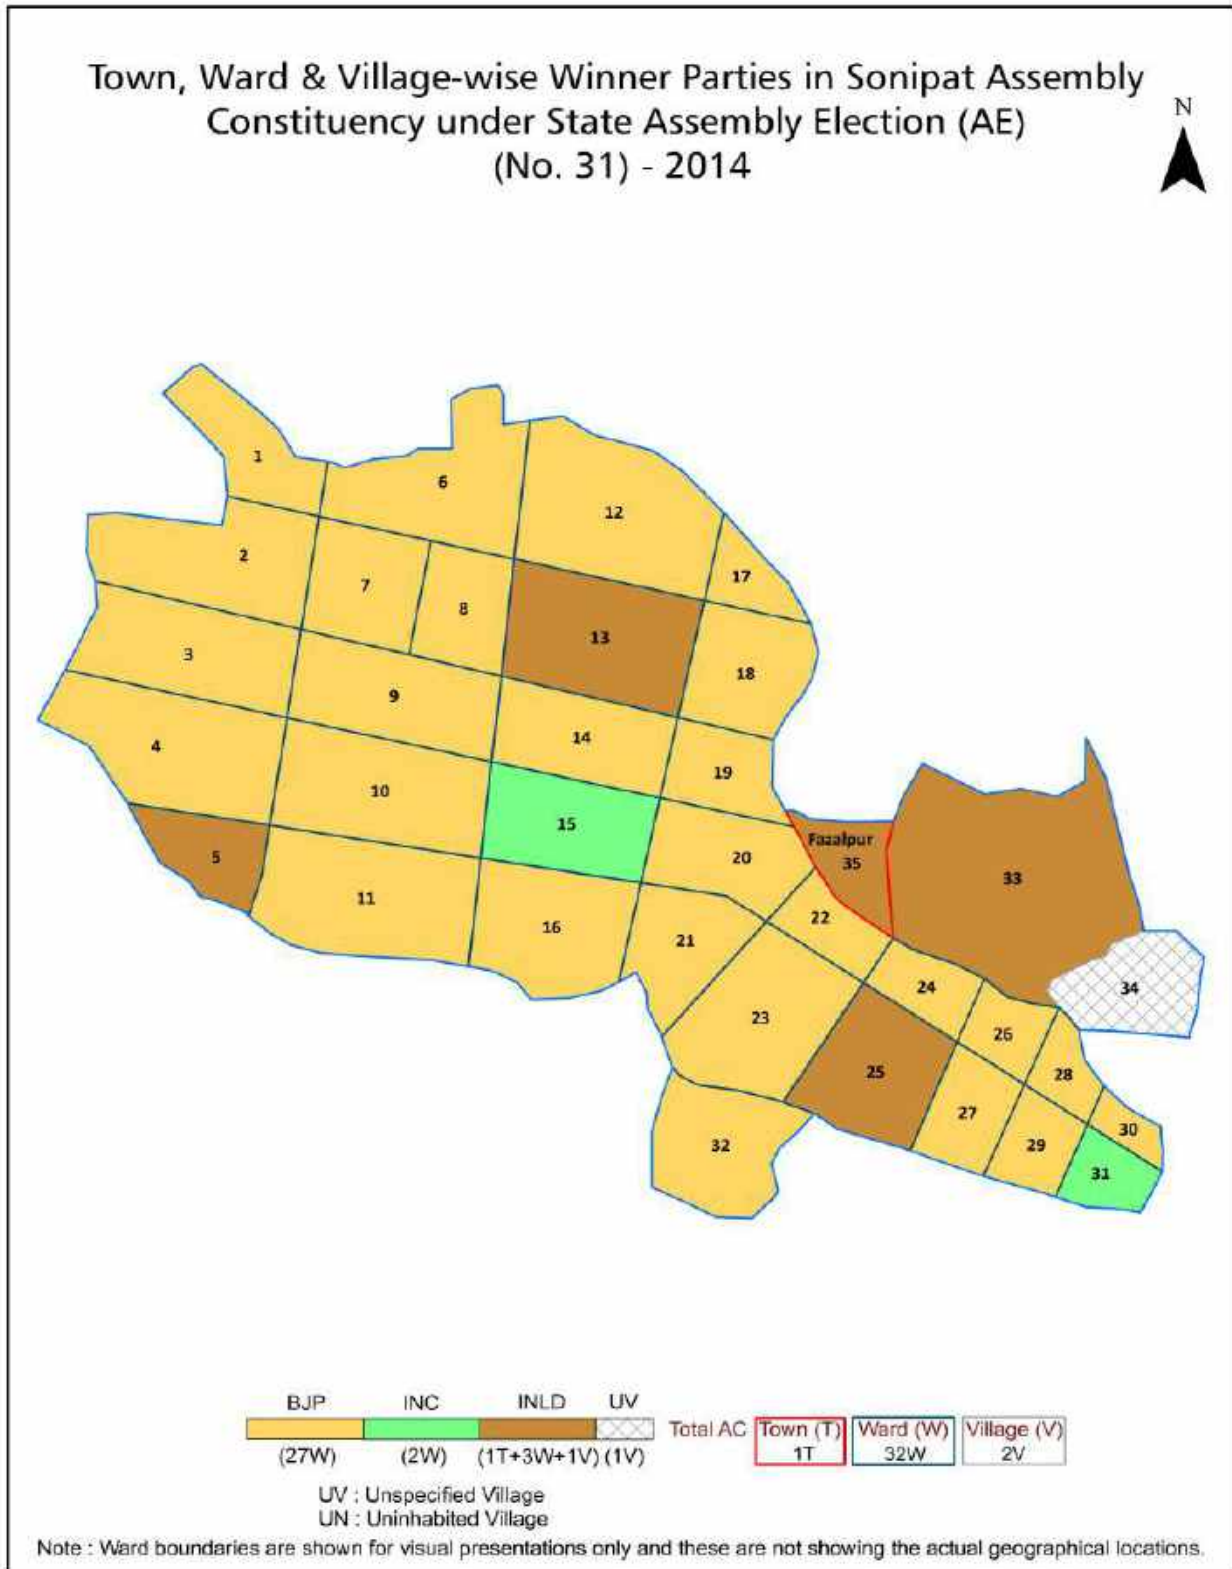 Town, Ward & Village-wise Winner Parties in Sonipat Assembly
Constituency under State Assembly Election (AE)
(No. 31) - 2014
N
1
6
12
2
7
8
17
13
3
9
18
4
14
19
10
15
5
20
Fazalpur
35
33
11
16
21
22
34
23
24
25
26
28
27
29
30
32
31
BJP INC INLD UV
(27W) (2W) (1T+3W+1V) (1V)
Total AC Town (T) Ward (W) Village (V)
1T 32W 2V
UV : Unspecified Village
UN : Uninhabited Village
Note : Ward boundaries are shown for visual presentations only and these are not showing the actual geographical locations.